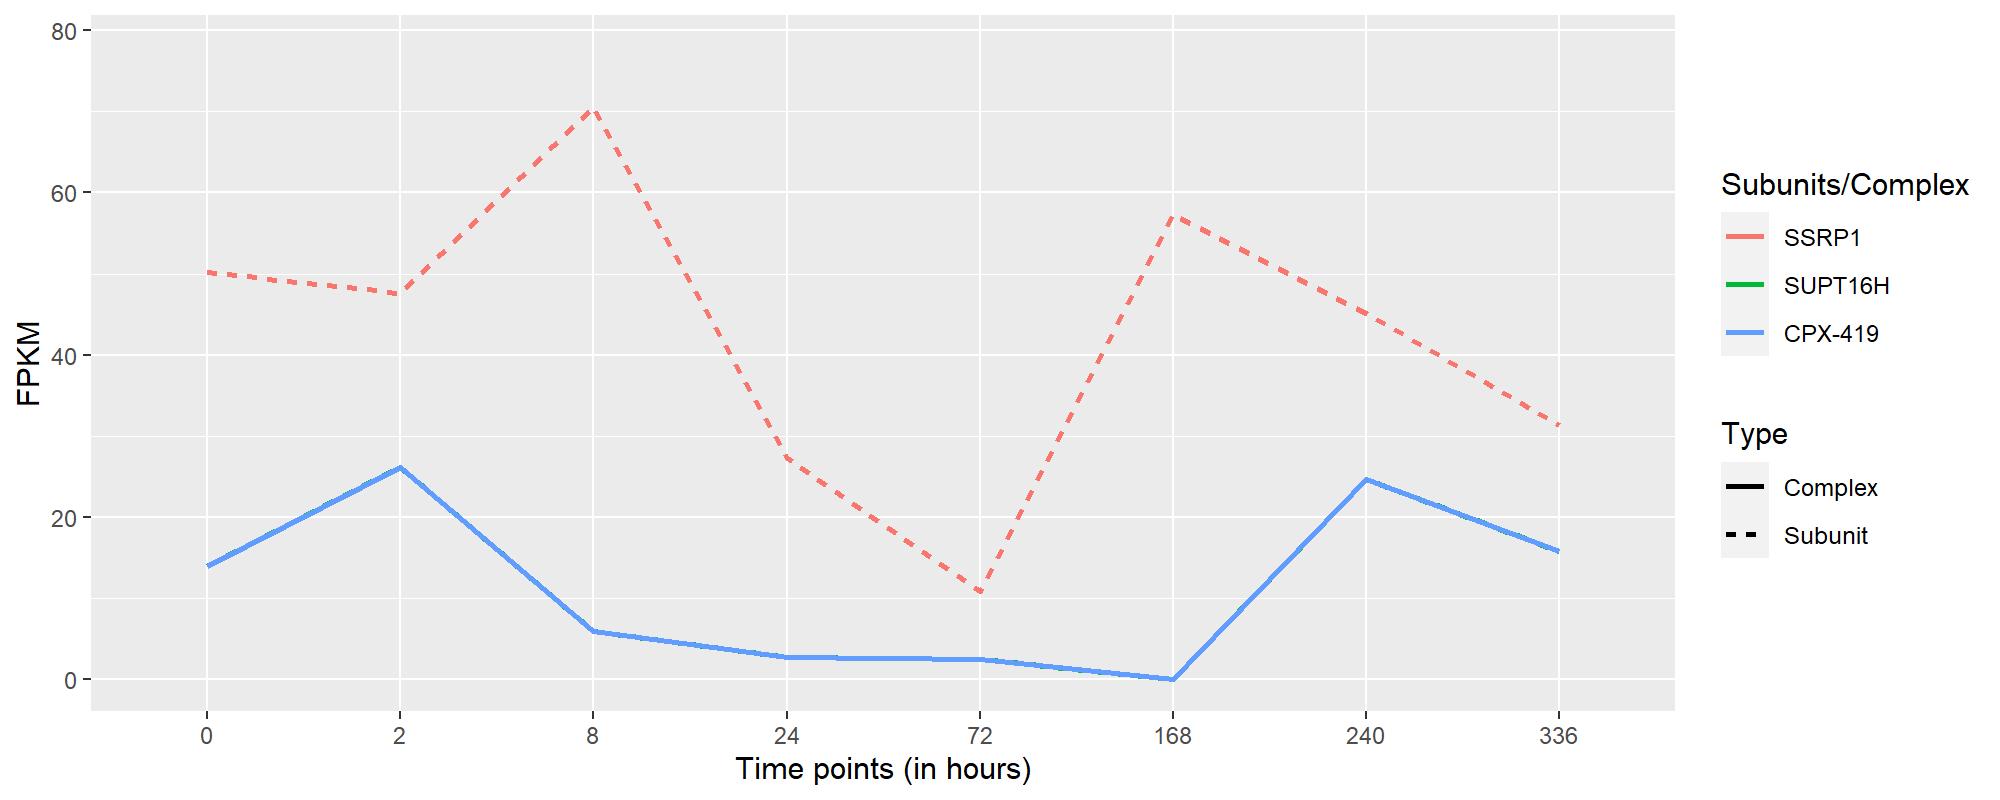 80
60
40
20
0
FPKM
0 2 8 24 72 168 240 336
Time points (in hours)
Subunits/Complex
SSRP1
SUPT16H
CPX-419
Type
Complex
Subunit